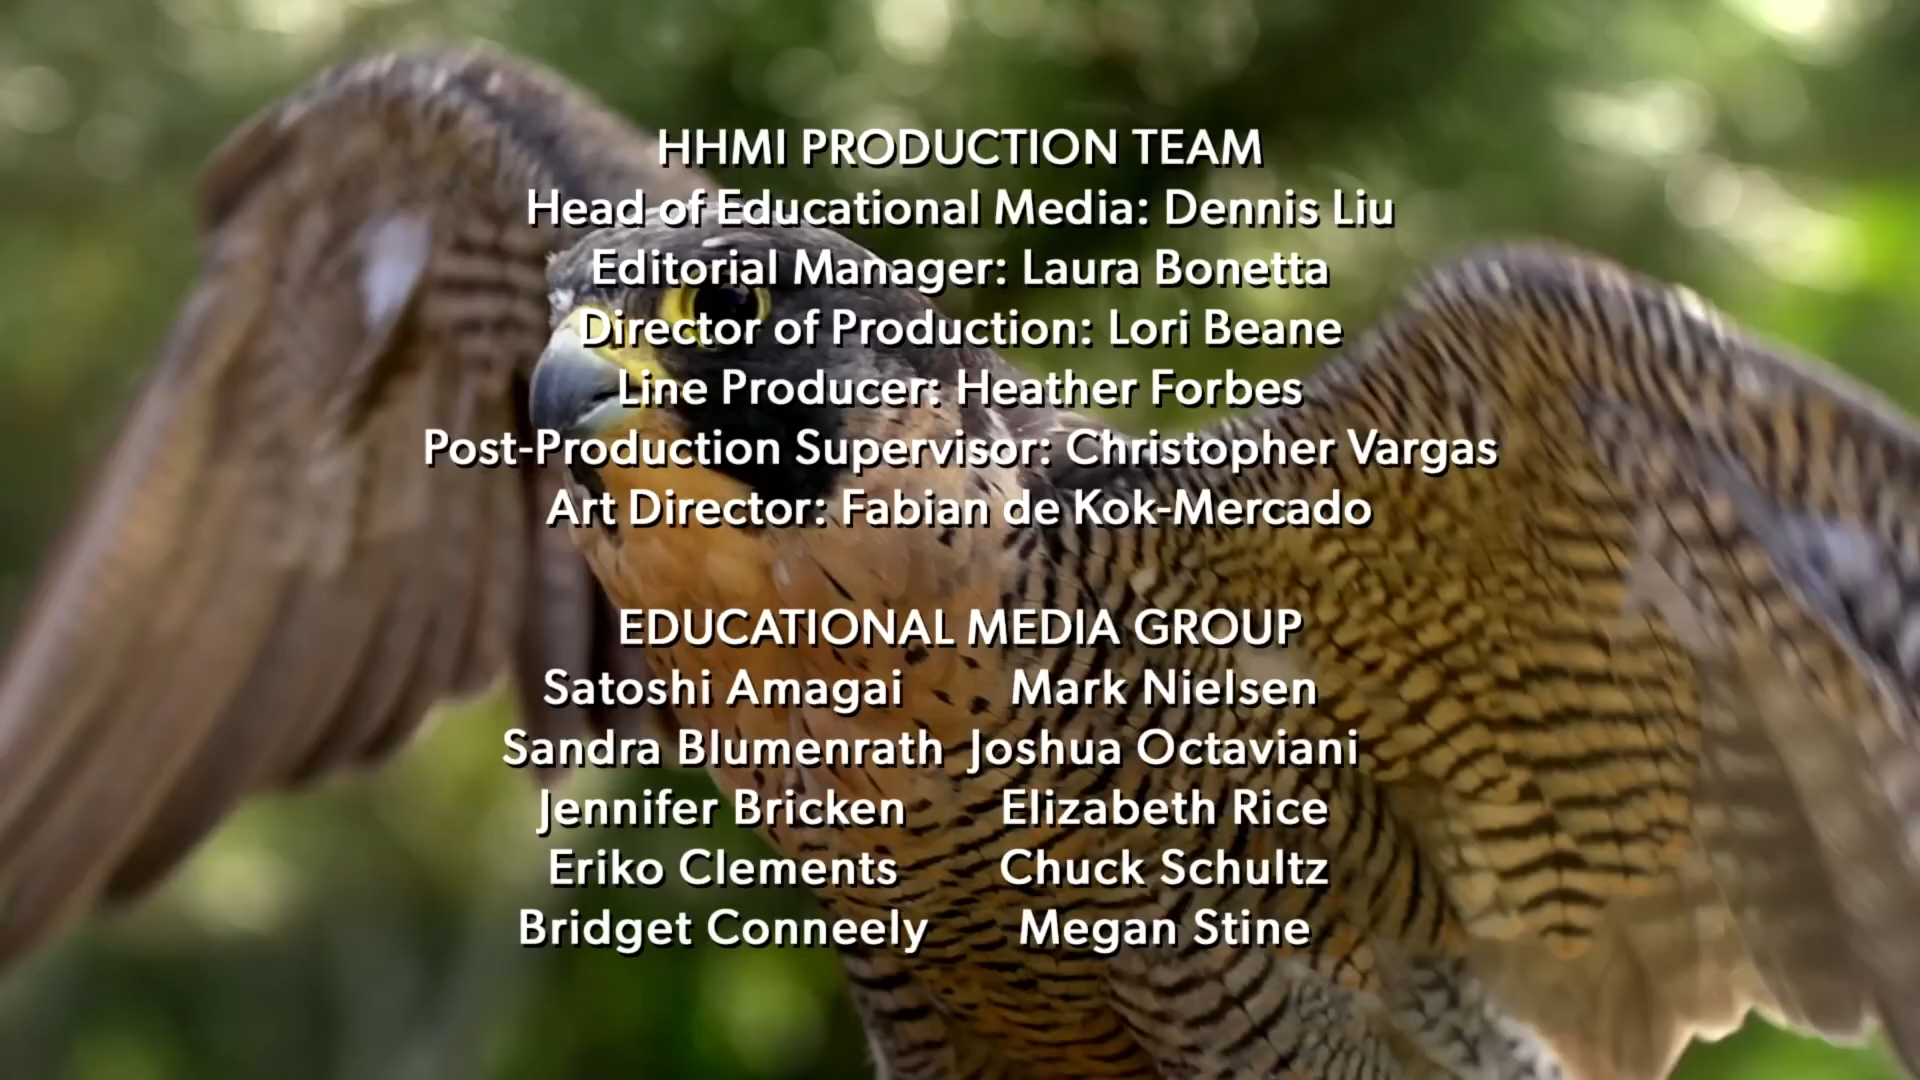 HHMI PRODUCTION TEAM
Head of Educational Media: Dennis Liu
Editorial Manager: Laura Bonetta
Director of Production: Lori Beane
Line Producer: Heather Forbes
Post-Production Supervisor: Christopher Vargas
Art Director: Fabian de Kok-Mercado
EDUCATIONAL MEDIA GROUP
Satoshi Amagai Mark Nielsen
Sandra Blumenrath Joshua Octaviani
Jennifer Bricken Elizabeth Rice
Eriko Clements Chuck Schultz
Bridget Conneely Megan Stine